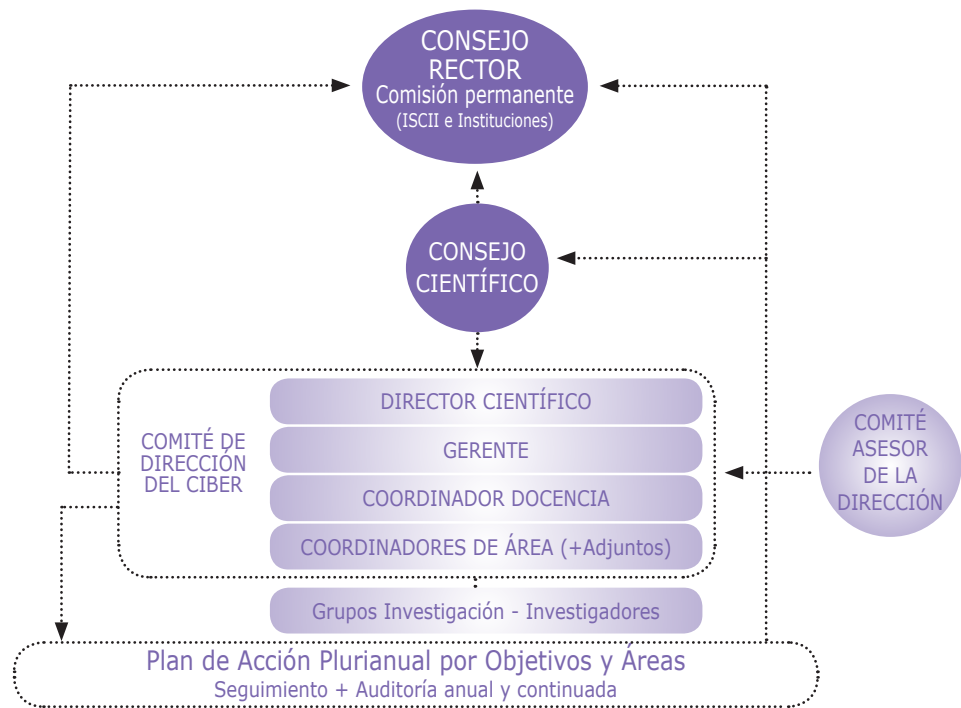 CONSEJO
RECTOR
Comisión permanente
(ISCII e Instituciones)
CONSEJO
CIENTÍFICO
COMITÉ DE
DIRECCIÓN
DEL CIBER
DIRECTOR CIENTÍFICO
GERENTE
COORDINADOR DOCENCIA
COORDINADORES DE ÁREA (+Adjuntos)
COMITÉ
ASESOR
DE LA
DIRECCIÓN
Grupos Investigación - Investigadores
Plan de Acción Plurianual por Objetivos y Áreas
Seguimiento + Auditoría anual y continuada